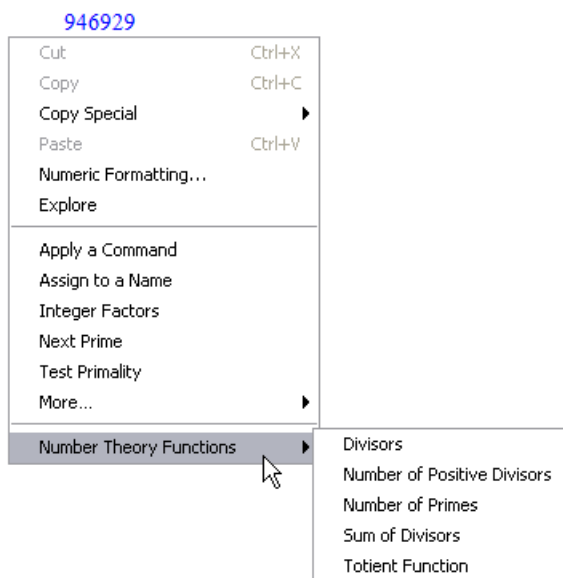 946929
Cut Ctrl+X
Copy Ctrl+C
Copy Special
Paste Ctrl+V
Numeric Formatting...
Explore
Apply a Command
Assign to a Name
Integer Factors
Next Prime
Test Primality
More...
Number Theory Functions
Divisors
Number of Positive Divisors
Number of Primes
Sum of Divisors
Totient Function